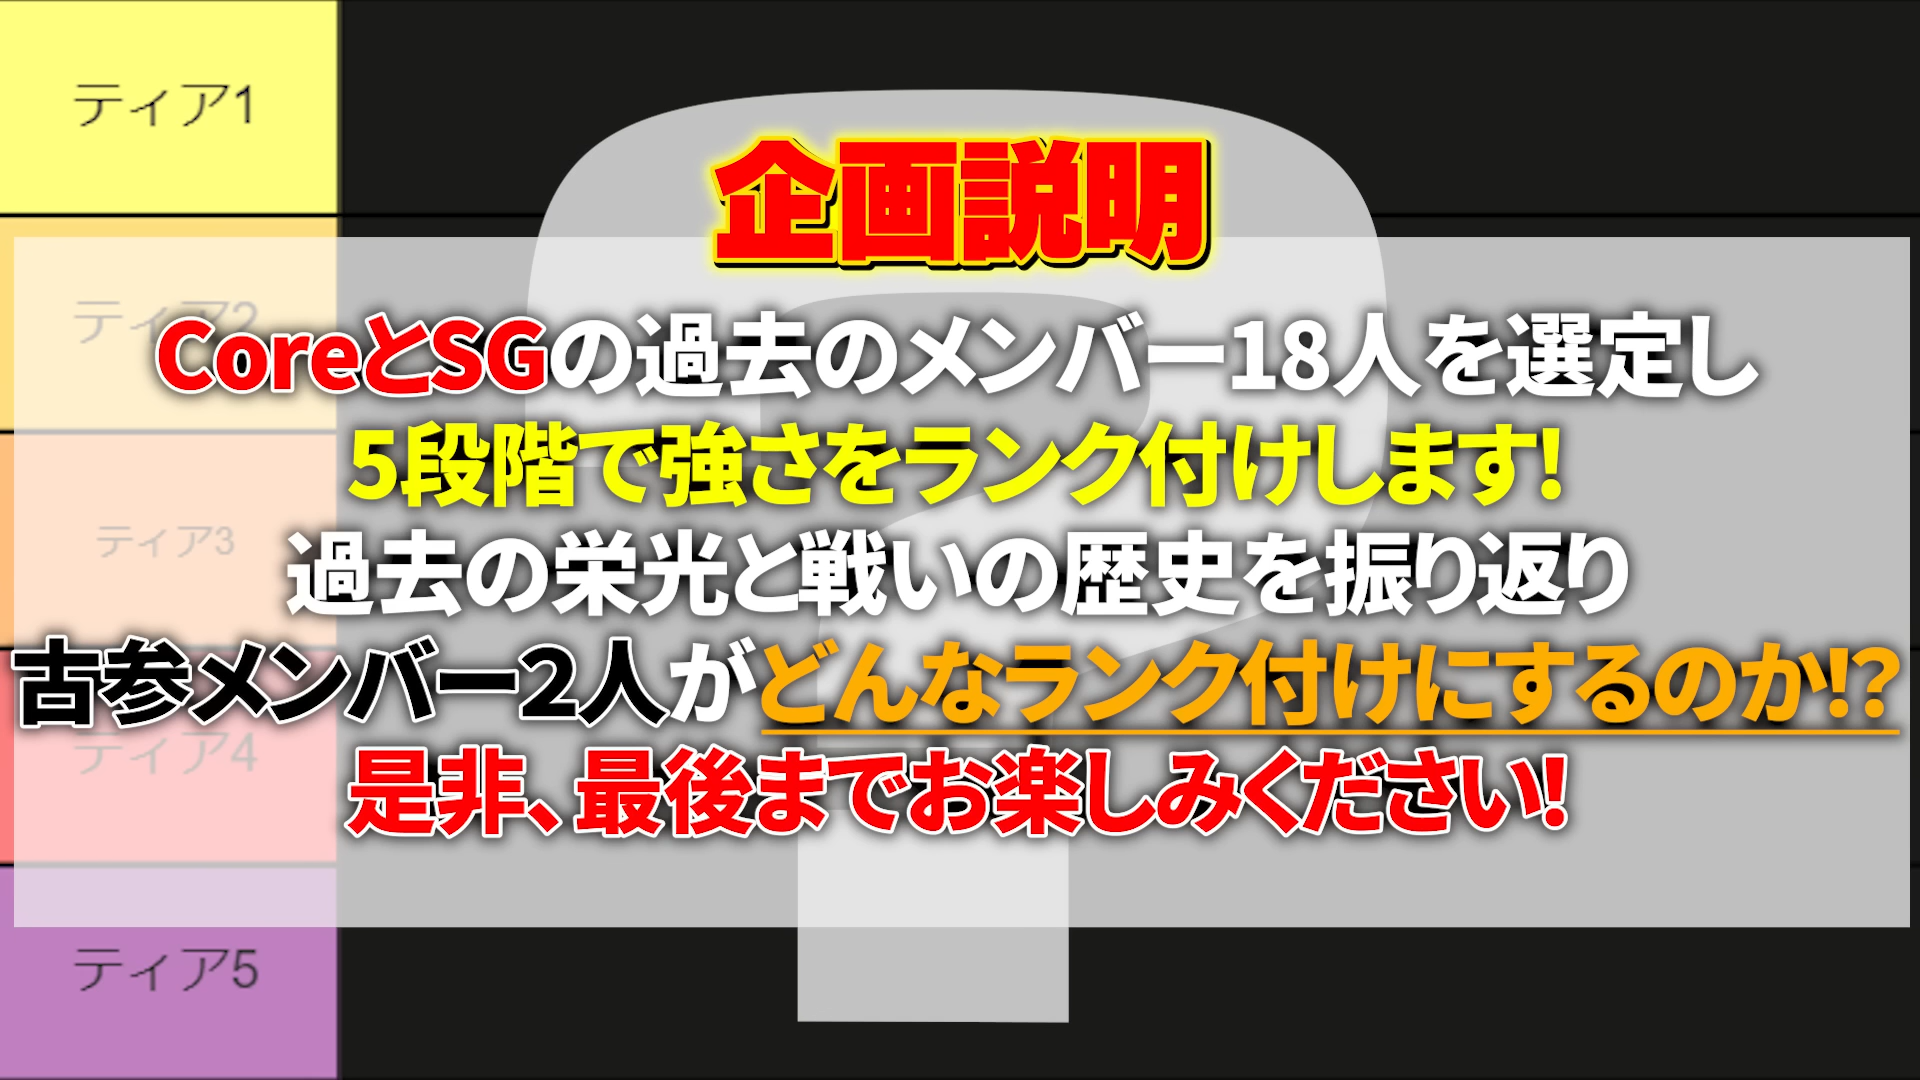 ティア1
企画説明
ティア2
CoreとSGの過去のメンバー18人を選定し
5段階で強さをランク付けします!
ティア3
過去の栄光と戦いの歴史を振り返り
古参メンバー2人がどんなランク付けにするのか!?
ティア4
是非、最後までお楽しみください!
ティア5